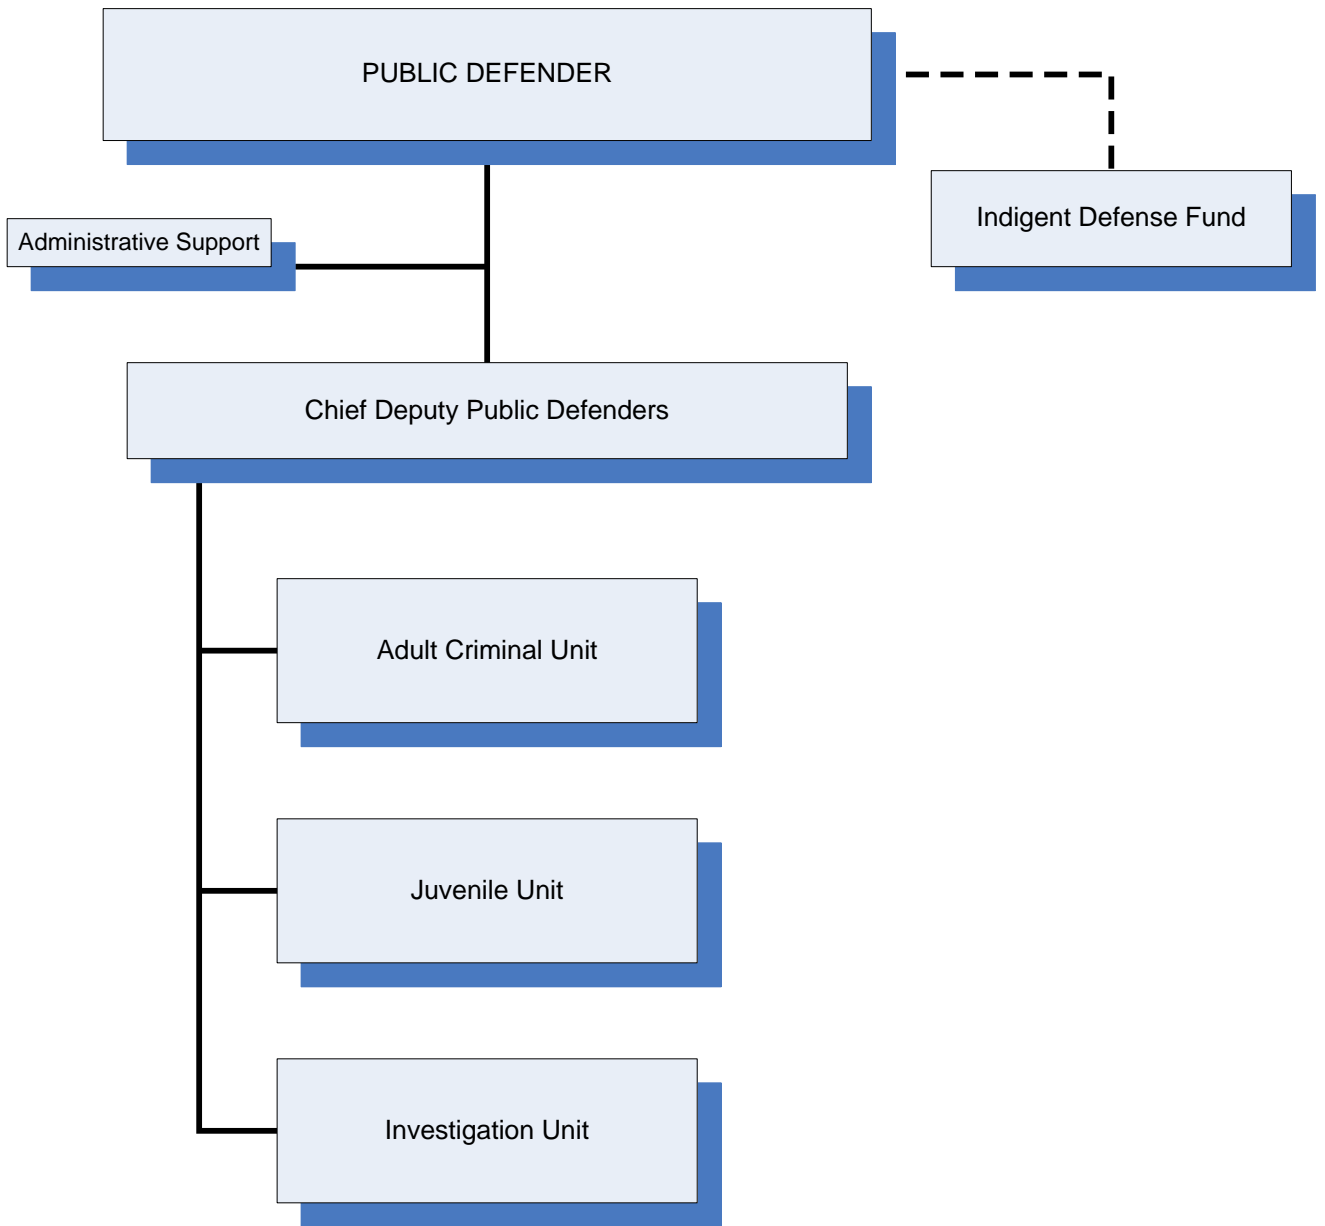 PUBLIC DEFENDER
Indigent Defense Fund
Administrative Support
Chief Deputy Public Defenders
Adult Criminal Unit
Juvenile Unit
Investigation Unit